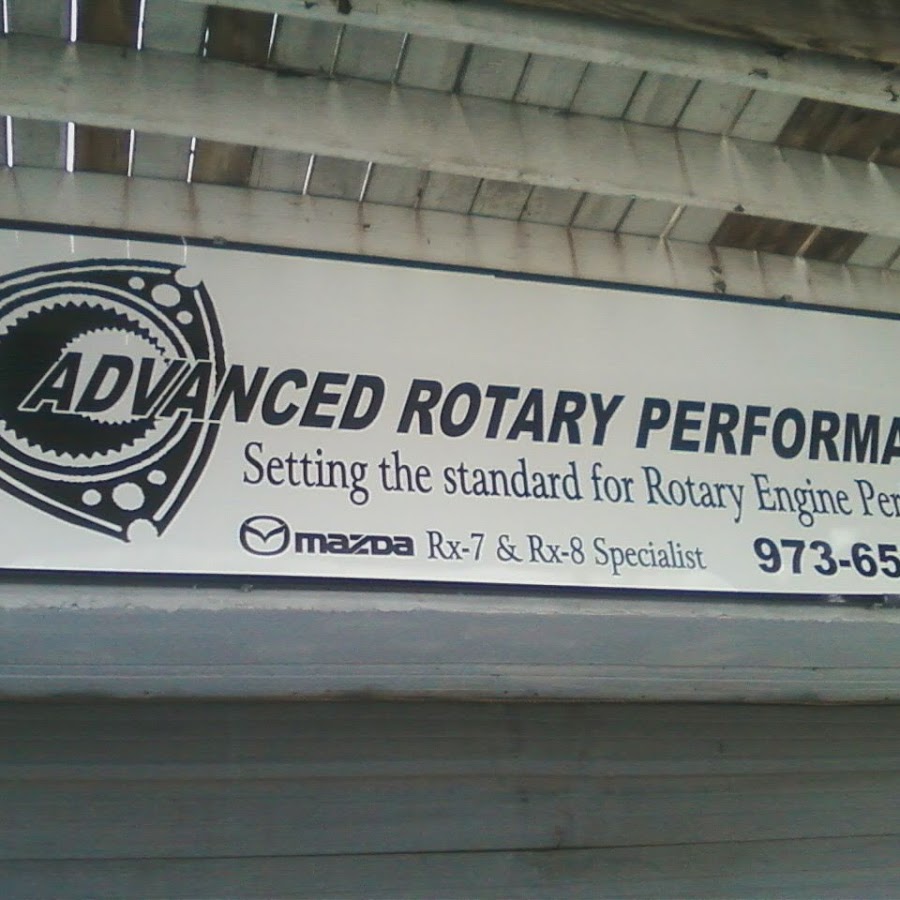 ADVANCED ROTARY PERFORMA
Setting the standard for Rotary Engine Per
mazda Rx-7 & Rx-8 Specialist 973-65